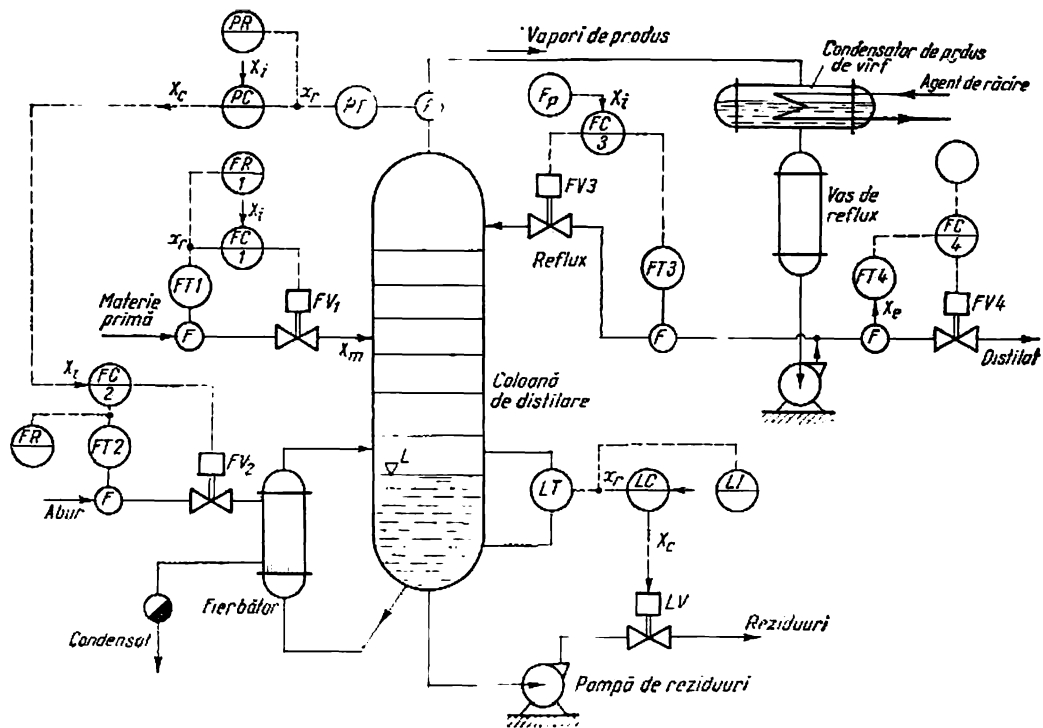 PR
Vapori de produs
Condensator de prdus
de vîrf
Agent de răcire
Xi
Xc
PC
xr
PT
Fp
Xi
FC
3
FR
1
FV3
Vas de
reflux
FC
4
Xi
xr
FC
1
Reflux
FT3
FT4
FT1
FV1
Xe
FV4
Materie
primă
F
Xm
F
F
Distilat
Xi
FC
2
Coloană
de distilare
FR
FT2
FV2
L
LT
xr
LC
LI
Abur
F
Xc
Fierbător
LV
Reziduuri
Condensat
Pompă de reziduuri